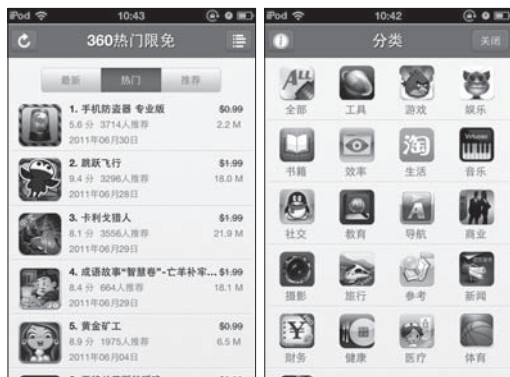 iPod 10:43
360热门限免
最新 热门 推荐
1. 手机防盗器 专业版 $0.99
5.6 分 3714人推荐 2.2 M
2011年06月30日
2. 跳跃飞行 $1.99
9.4 分 3296人推荐 18.0 M
2011年06月28日
3. 卡利戈猎人 $1.99
8.1 分 3556人推荐 21.9 M
2011年06月29日
4. 成语故事“智慧卷”-亡羊补牢... $1.99
8.4 分 664人推荐 18.1 M
2011年06月29日
5. 黄金矿工 $0.99
8.9 分 1975人推荐 6.5 M
2011年06月04日
iPod 10:42
分类 关闭
ALL
全部 工具 游戏 娱乐
淘
书籍 效率 生活 音乐
社交 教育 导航 商业
摄影 旅行 参考 新闻
财务 健康 医疗 体育